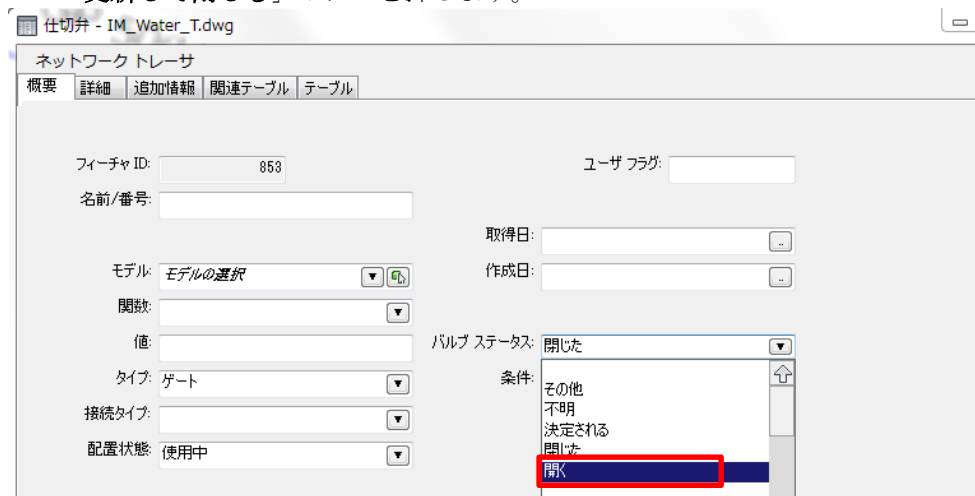 仕切弁 - IM_Water_T.dwg
ネットワーク トレーサ
概要 詳細 追加情報 関連テーブル テーブル
フィーチャ ID: 853 ユーザ フラグ:
名前/番号:
取得日:
モデル: モデルの選択 作成日:
関数:
値: バルブ ステータス: 閉じた
タイプ: ゲート 条件:
その他
不明
接続タイプ: 決定される
配置状態: 使用中 閉じた
開く